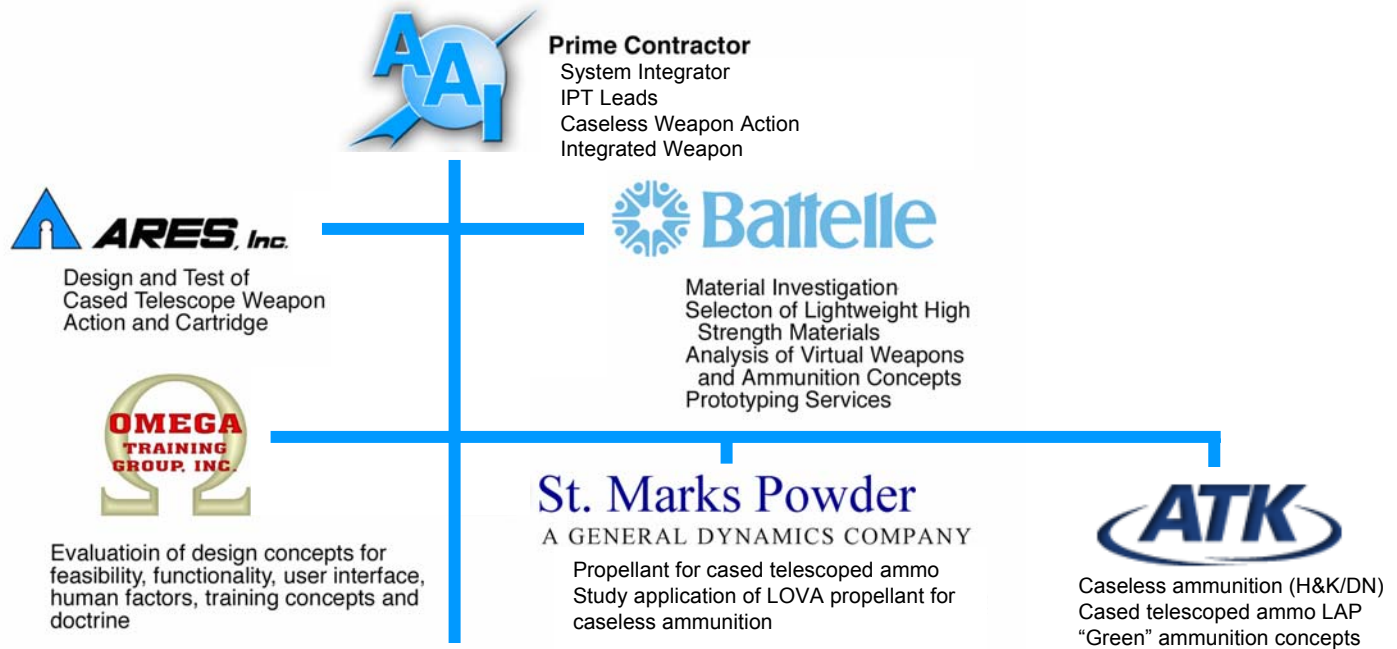 AAI
Prime Contractor
System Integrator
IPT Leads
Caseless Weapon Action
Integrated Weapon
ARES, Inc.
Design and Test of
Cased Telescope Weapon
Action and Cartridge
Battelle
Material Investigation
Selecton of Lightweight High
Strength Materials
Analysis of Virtual Weapons
and Ammunition Concepts
Prototyping Services
OMEGA
TRAINING
GROUP, INC.
Evaluatioin of design concepts for
feasibility, functionality, user interface,
human factors, training concepts and
doctrine
St. Marks Powder
A GENERAL DYNAMICS COMPANY
Propellant for cased telescoped ammo
Study application of LOVA propellant for
caseless ammunition
ATK
Caseless ammunition (H&K/DN)
Cased telescoped ammo LAP
“Green” ammunition concepts